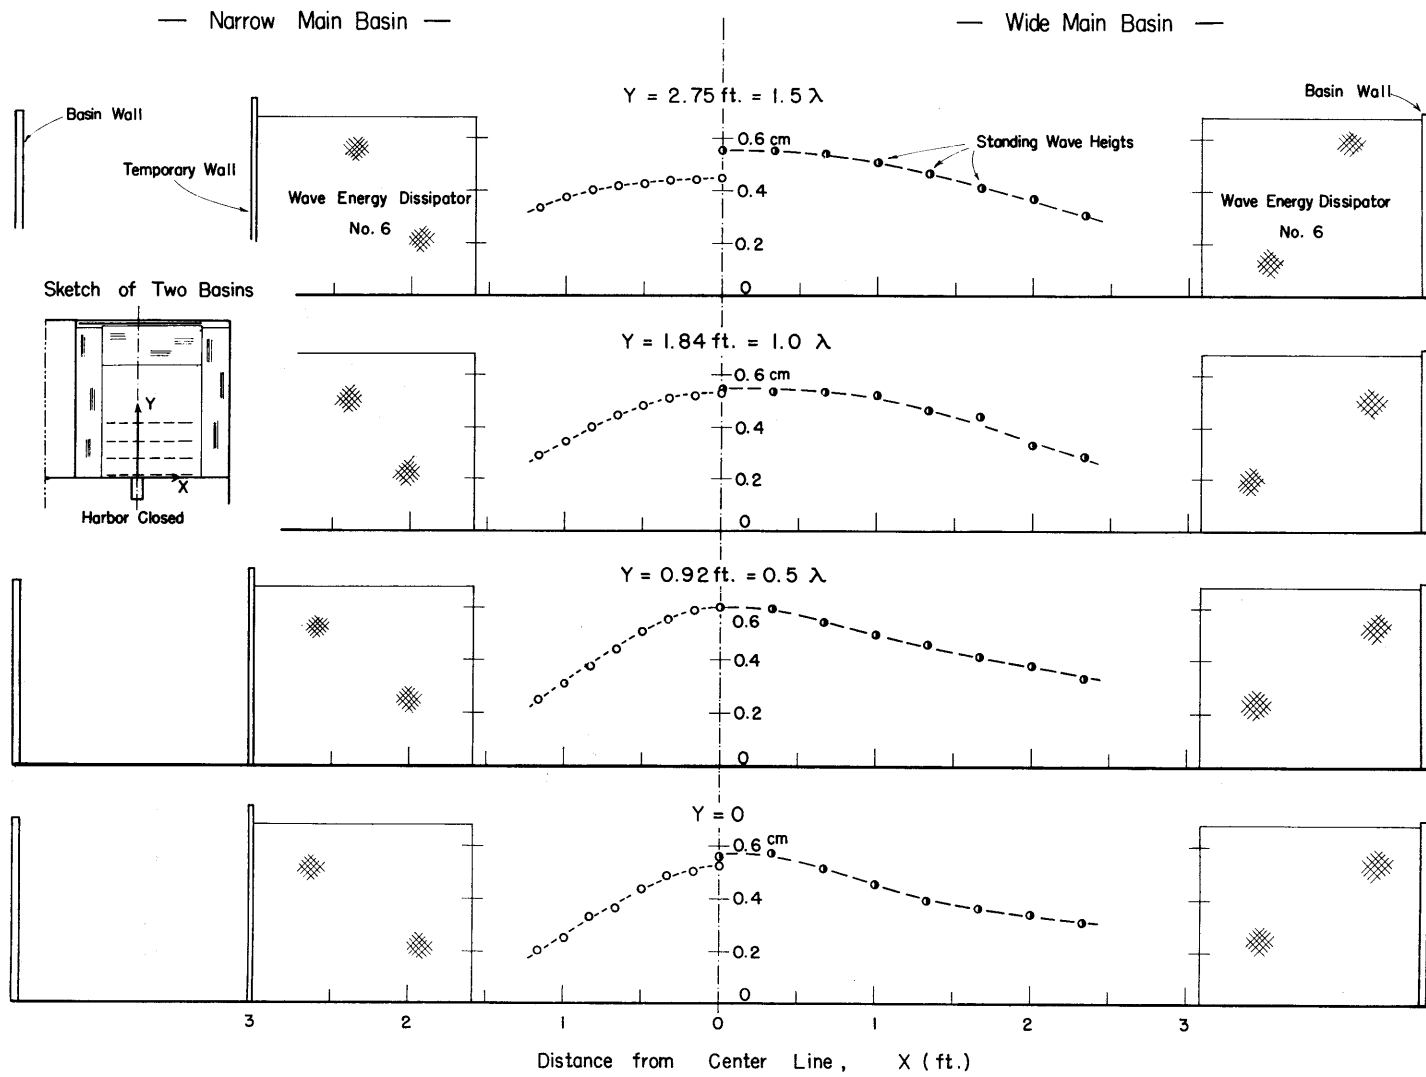 — Narrow Main Basin —
— Wide Main Basin —
Y = 2.75 ft. = 1.5 λ
Basin Wall
Basin Wall
Temporary Wall
Wave Energy Dissipator
No. 6
0.6 cm
0.4
0.2
0
Standing Wave Heigts
Wave Energy Dissipator
No. 6
Sketch of Two Basins
Y
X
Harbor Closed
Y = 1.84 ft. = 1.0 λ
0.6 cm
0.4
0.2
0
Y = 0.92 ft. = 0.5 λ
0.6
0.4
0.2
0
Y = 0
0.6 cm
0.4
0.2
0
3 2 1 0 1 2 3
Distance from Center Line, X (ft.)